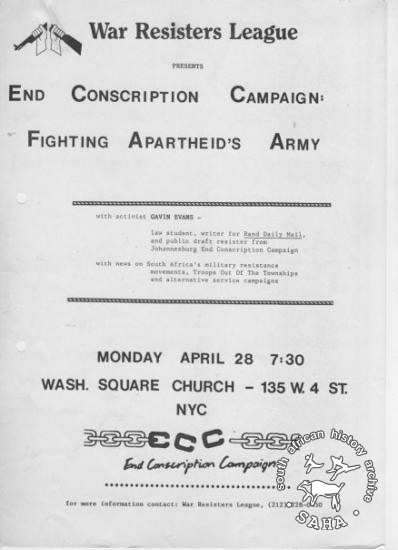 War Resisters League
PRESENTS
END CONSCRIPTION CAMPAIGN:
FIGHTING APARTHEID'S ARMY
with activist GAVIN EVANS -
law student, writer for Rand Daily Mail,
and public draft resister from
Johannesburg End Conscription Campaign
with news on South Africa's military resistance
movements, Troops Out Of The Townships
and alternative service campaigns
MONDAY APRIL 28 7:30
WASH. SQUARE CHURCH - 135 W. 4 ST.
NYC
ECC
End Conscription Campaign
for more information contact: War Resisters League, (212)
south african history archive
SAHA